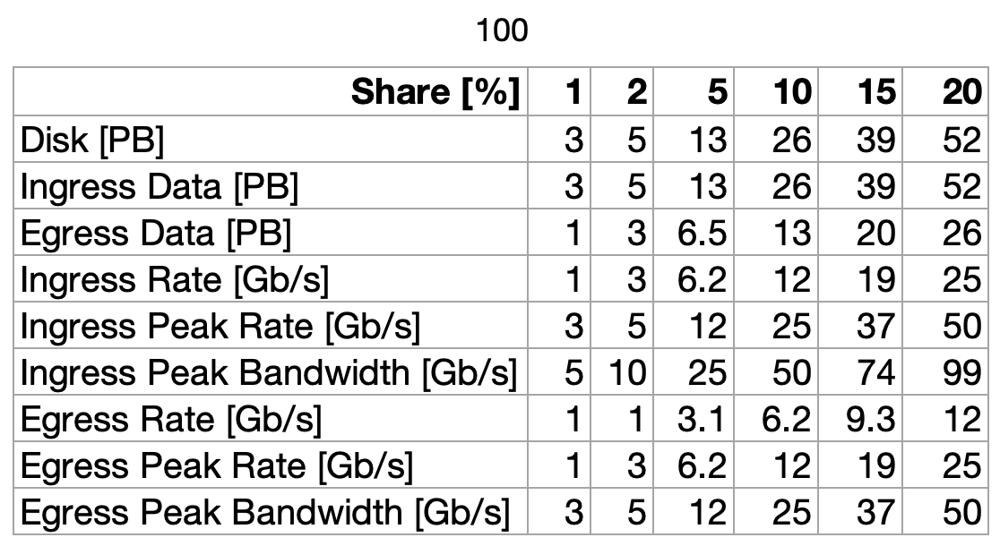 100
Share [%] 1 2 5 10 15 20
Disk [PB] 3 5 13 26 39 52
Ingress Data [PB] 3 5 13 26 39 52
Egress Data [PB] 1 3 6.5 13 20 26
Ingress Rate [Gb/s] 1 3 6.2 12 19 25
Ingress Peak Rate [Gb/s] 3 5 12 25 37 50
Ingress Peak Bandwidth [Gb/s] 5 10 25 50 74 99
Egress Rate [Gb/s] 1 1 3.1 6.2 9.3 12
Egress Peak Rate [Gb/s] 1 3 6.2 12 19 25
Egress Peak Bandwidth [Gb/s] 3 5 12 25 37 50